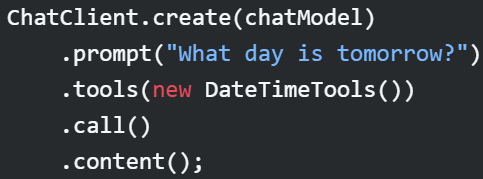 ChatClient.create(chatModel)
    .prompt("What day is tomorrow?")
    .tools(new DateTimeTools())
    .call()
    .content();